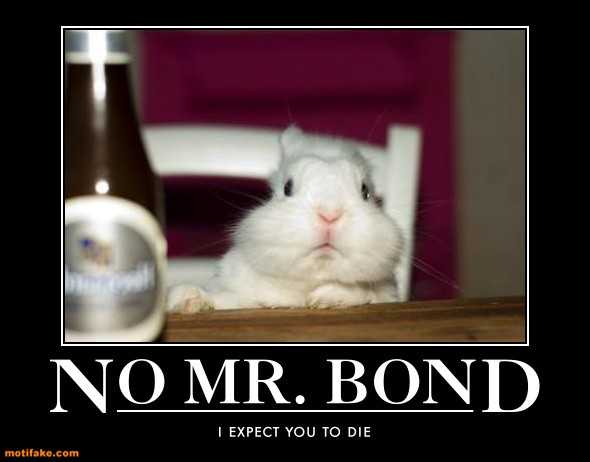 NO MR. BOND
I EXPECT YOU TO DIE
motifake.com